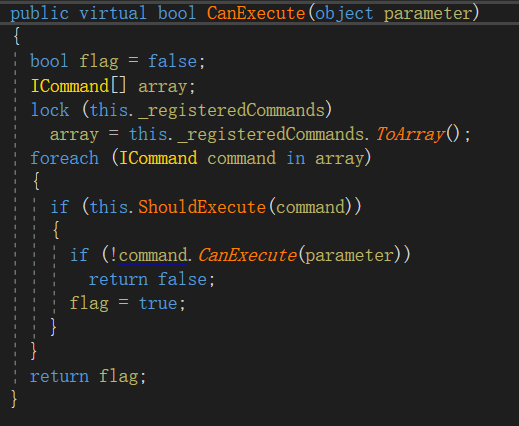 public virtual bool CanExecute(object parameter)
{
bool flag = false;
ICommand[] array;
lock (this._registeredCommands)
array = this._registeredCommands.ToArray();
foreach (ICommand command in array)
{
if (this.ShouldExecute(command))
{
if (!command.CanExecute(parameter))
return false;
flag = true;
}
}
return flag;
}